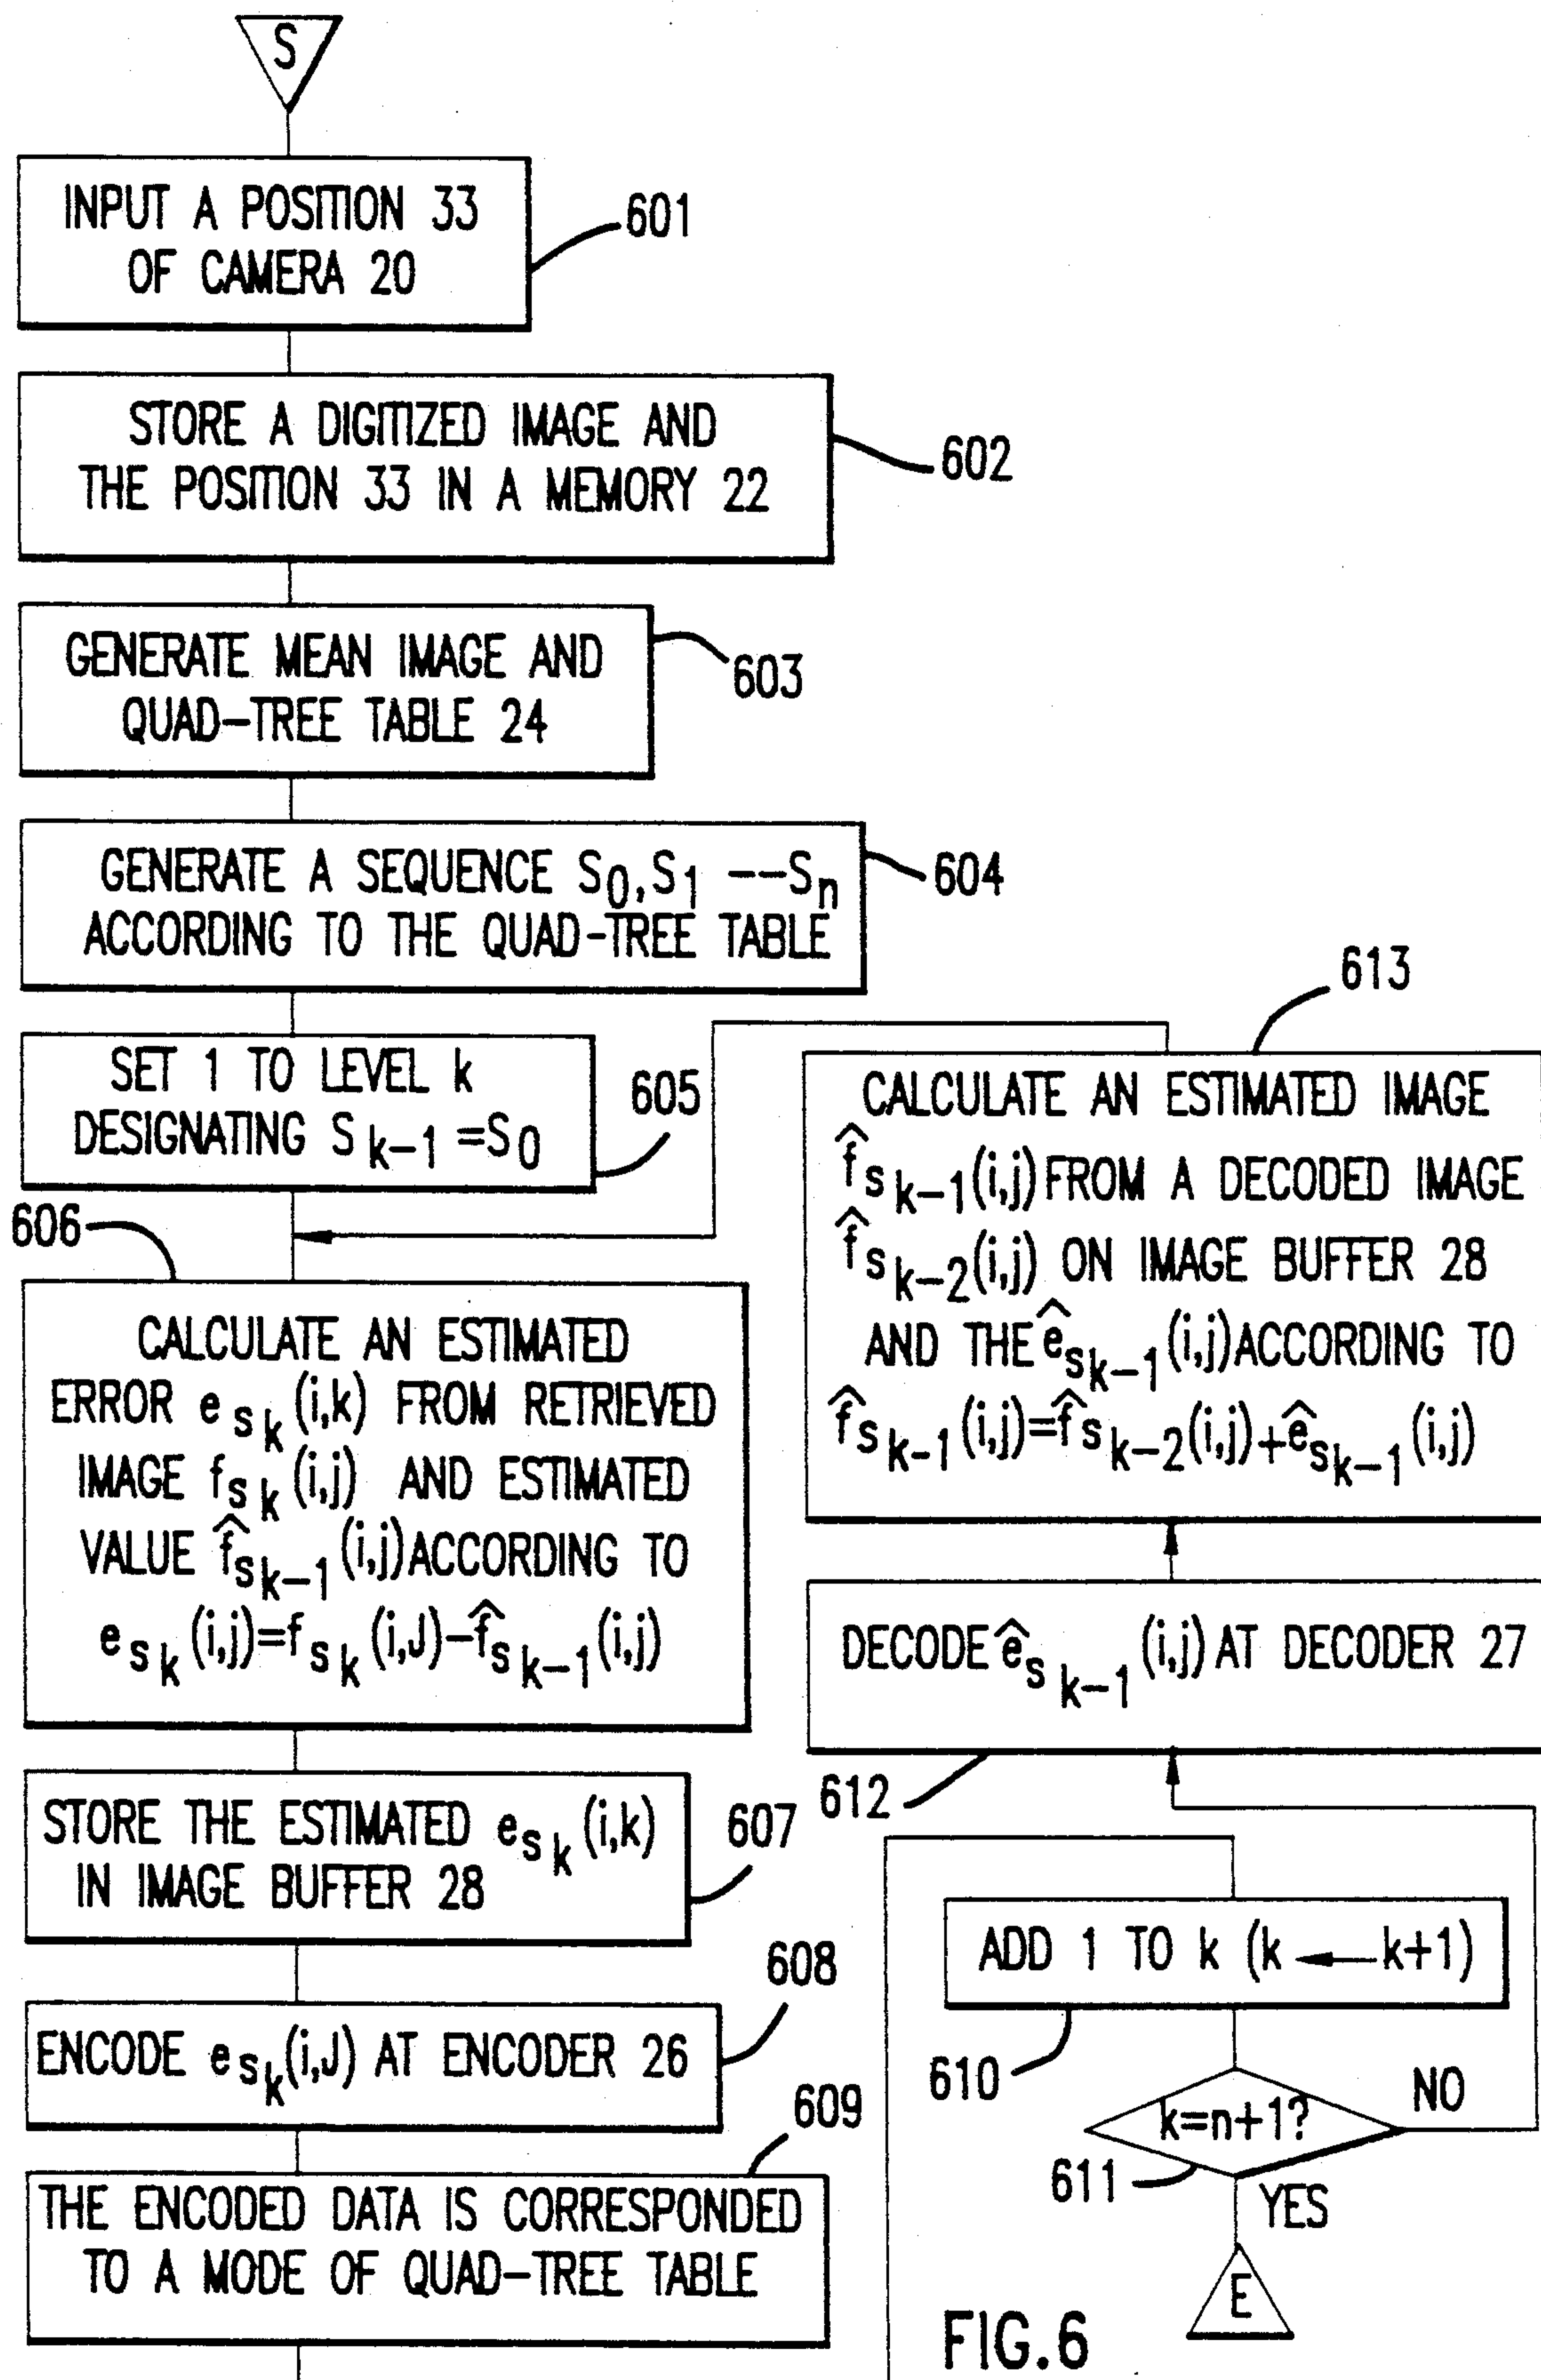 S
INPUT A POSITION 33
OF CAMERA 20
601
STORE A DIGITIZED IMAGE AND
THE POSITION 33 IN A MEMORY 22
602
GENERATE MEAN IMAGE AND
QUAD-TREE TABLE 24
603
GENERATE A SEQUENCE S0, S1 --Sn
ACCORDING TO THE QUAD-TREE TABLE
604
SET 1 TO LEVEL k
DESIGNATING S k-1 =S0
605
606
CALCULATE AN ESTIMATED
ERROR e s k (i,k) FROM RETRIEVED
IMAGE f s k (i,j) AND ESTIMATED
VALUE f̂ s k-1 (i,j) ACCORDING TO
e s k (i,j)=f s k (i,J)-f̂ s k-1 (i,j)
STORE THE ESTIMATED e s k (i,k)
IN IMAGE BUFFER 28
607
ENCODE e s k (i,J) AT ENCODER 26
608
THE ENCODED DATA IS CORRESPONDED
TO A MODE OF QUAD-TREE TABLE
609
613
CALCULATE AN ESTIMATED IMAGE
f̂ s k-1 (i,j) FROM A DECODED IMAGE
f̂ s k-2 (i,j) ON IMAGE BUFFER 28
AND THE ê s k-1 (i,j) ACCORDING TO
f̂ s k-1 (i,j)=f̂ s k-2 (i,j)+ê s k-1 (i,j)
DECODE ê s k-1 (i,j) AT DECODER 27
612
ADD 1 TO k (k ← k+1)
610
k=n+1?
NO
611
YES
E
FIG.6